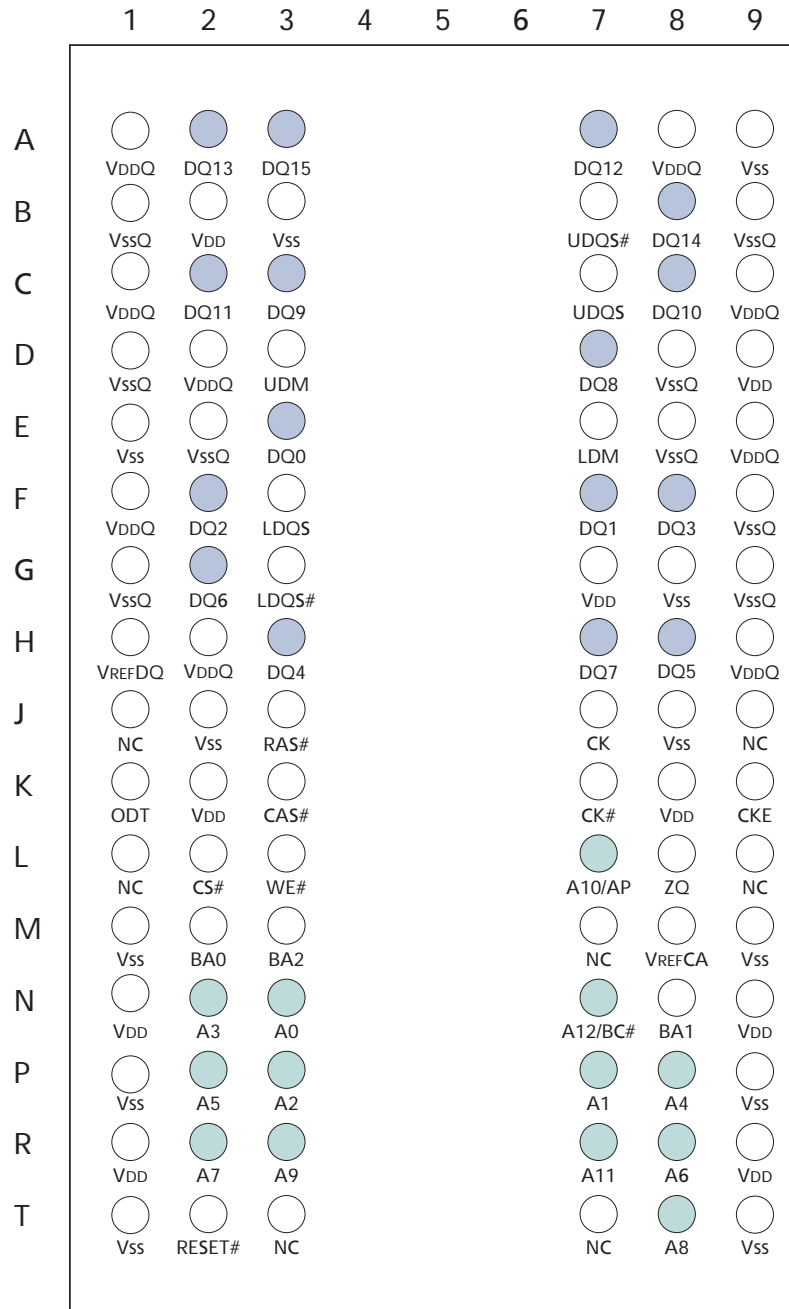 1 2 3 4 5 6 7 8 9
A
VDDQ DQ13 DQ15 DQ12 VDDQ Vss
B
VssQ VDD Vss UDQS# DQ14 VssQ
C
VDDQ DQ11 DQ9 UDQS DQ10 VDDQ
D
VssQ VDDQ UDM DQ8 VssQ VDD
E
Vss VssQ DQ0 LDM VssQ VDDQ
F
VDDQ DQ2 LDQS DQ1 DQ3 VssQ
G
VssQ DQ6 LDQS# VDD Vss VssQ
H
VREFDQ VDDQ DQ4 DQ7 DQ5 VDDQ
J
NC Vss RAS# CK Vss NC
K
ODT VDD CAS# CK# VDD CKE
L
NC CS# WE# A10/AP ZQ NC
M
Vss BA0 BA2 NC VREFCA Vss
N
VDD A3 A0 A12/BC# BA1 VDD
P
Vss A5 A2 A1 A4 Vss
R
VDD A7 A9 A11 A6 VDD
T
Vss RESET# NC NC A8 Vss